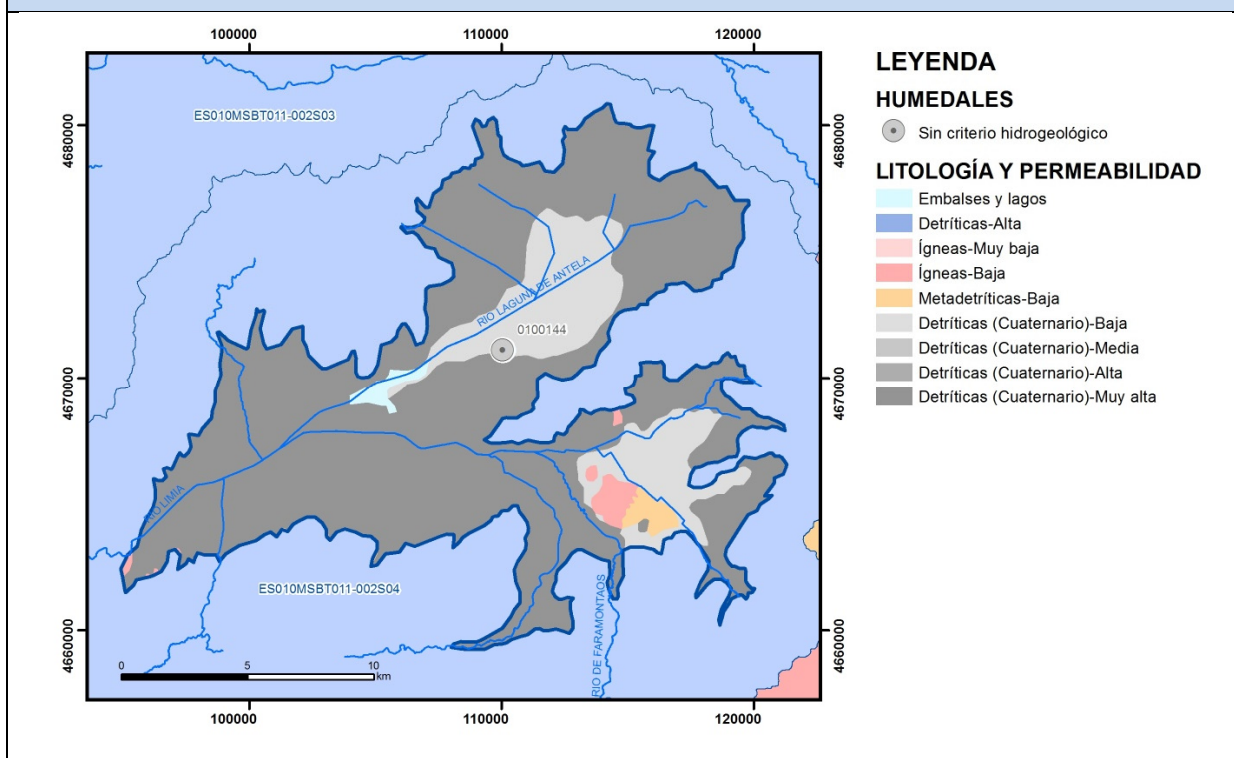 100000
110000
120000
4680000
4680000
ES010MSBT011-002S03
RIO LAGUNA DE ANTELA
0100144
4670000
4670000
RIO LIMIA
ES010MSBT011-002S04
RIO DE FARAMONTAOS
4660000
4660000
0
5
10
km
100000
110000
120000
LEYENDA
HUMEDALES
Sin criterio hidrogeológico
LITOLOGÍA Y PERMEABILIDAD
Embalses y lagos
Detríticas-Alta
Ígneas-Muy baja
Ígneas-Baja
Metadetríticas-Baja
Detríticas (Cuaternario)-Baja
Detríticas (Cuaternario)-Media
Detríticas (Cuaternario)-Alta
Detríticas (Cuaternario)-Muy alta